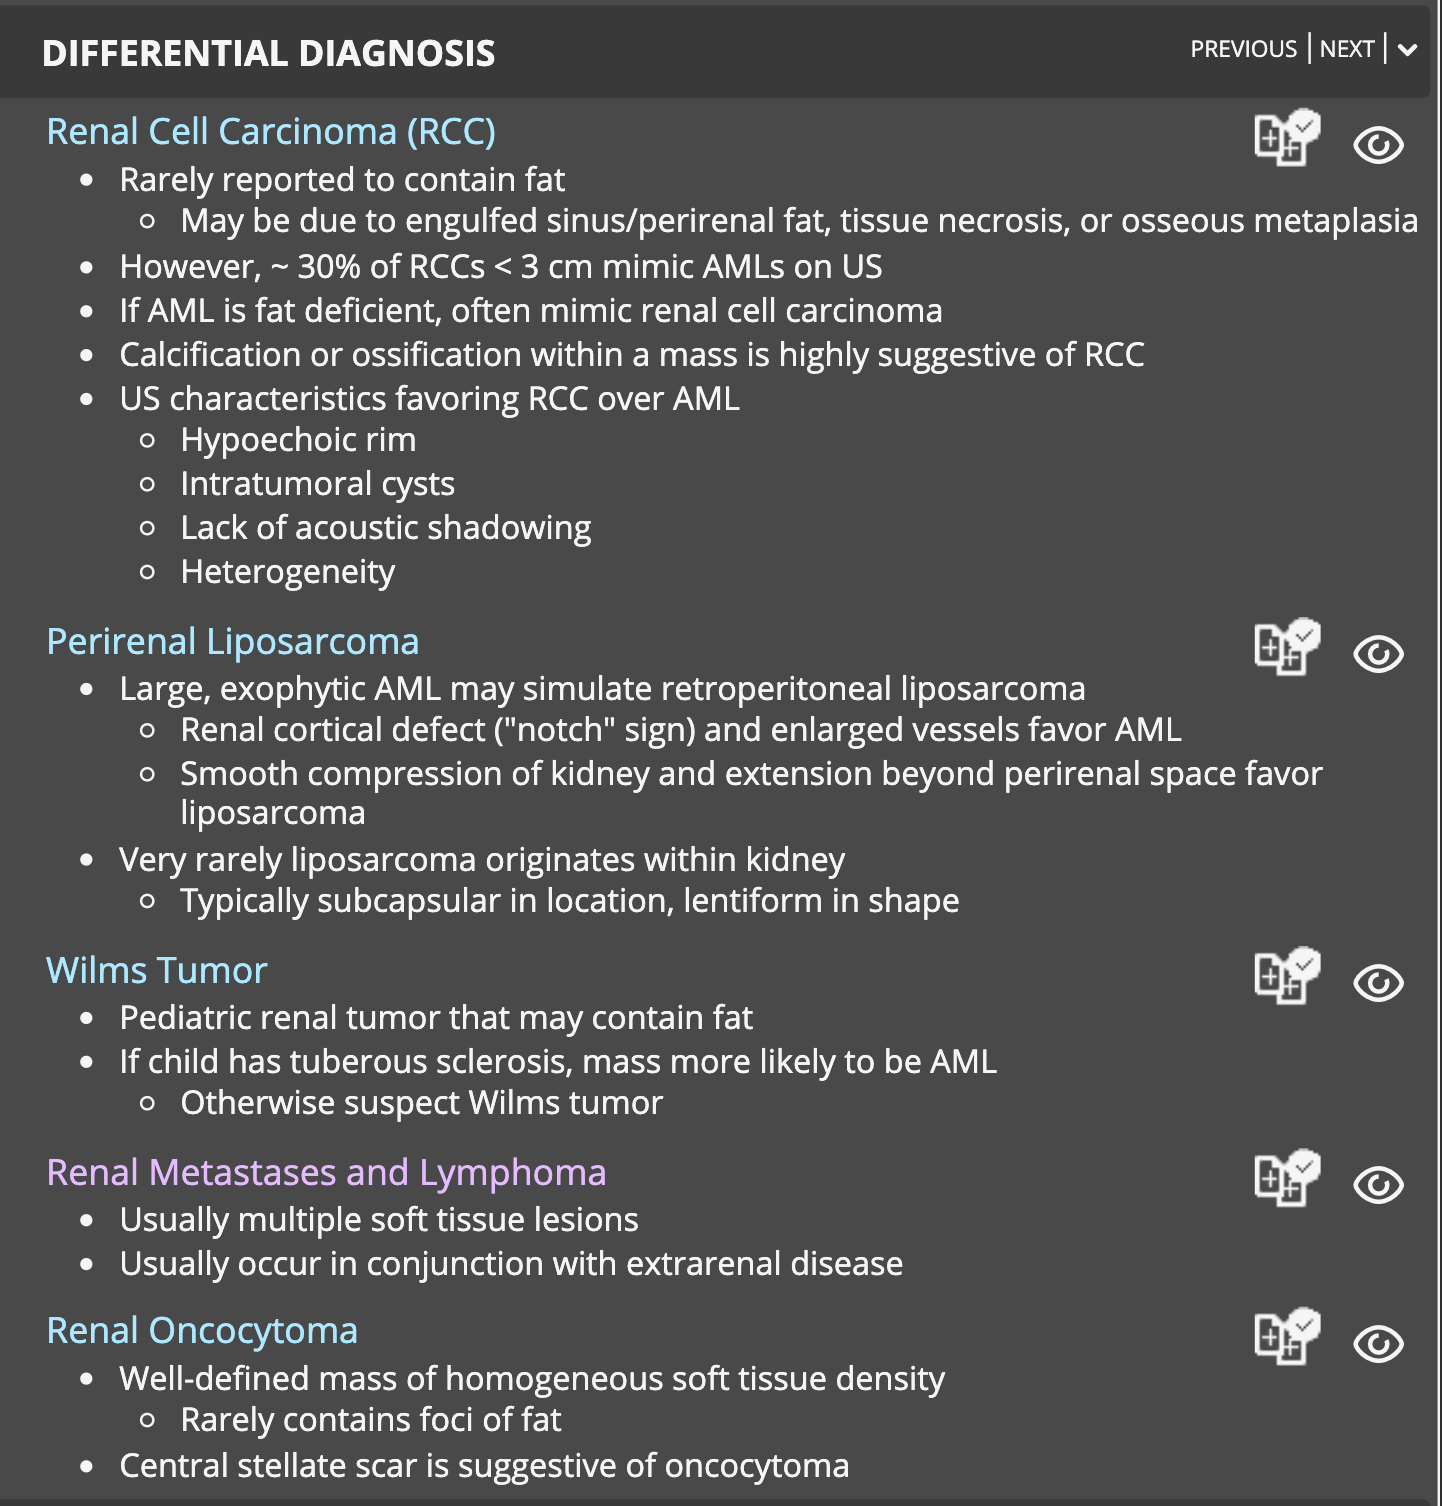 DIFFERENTIAL DIAGNOSIS
PREVIOUS | NEXT |
Renal Cell Carcinoma (RCC)
• Rarely reported to contain fat
○ May be due to engulfed sinus/perirenal fat, tissue necrosis, or osseous metaplasia
• However, ~ 30% of RCCs < 3 cm mimic AMLs on US
• If AML is fat deficient, often mimic renal cell carcinoma
• Calcification or ossification within a mass is highly suggestive of RCC
• US characteristics favoring RCC over AML
○ Hypoechoic rim
○ Intratumoral cysts
○ Lack of acoustic shadowing
○ Heterogeneity
Perirenal Liposarcoma
• Large, exophytic AML may simulate retroperitoneal liposarcoma
○ Renal cortical defect ("notch" sign) and enlarged vessels favor AML
○ Smooth compression of kidney and extension beyond perirenal space favor
liposarcoma
• Very rarely liposarcoma originates within kidney
○ Typically subcapsular in location, lentiform in shape
Wilms Tumor
• Pediatric renal tumor that may contain fat
• If child has tuberous sclerosis, mass more likely to be AML
○ Otherwise suspect Wilms tumor
Renal Metastases and Lymphoma
• Usually multiple soft tissue lesions
• Usually occur in conjunction with extrarenal disease
Renal Oncocytoma
• Well-defined mass of homogeneous soft tissue density
○ Rarely contains foci of fat
• Central stellate scar is suggestive of oncocytoma